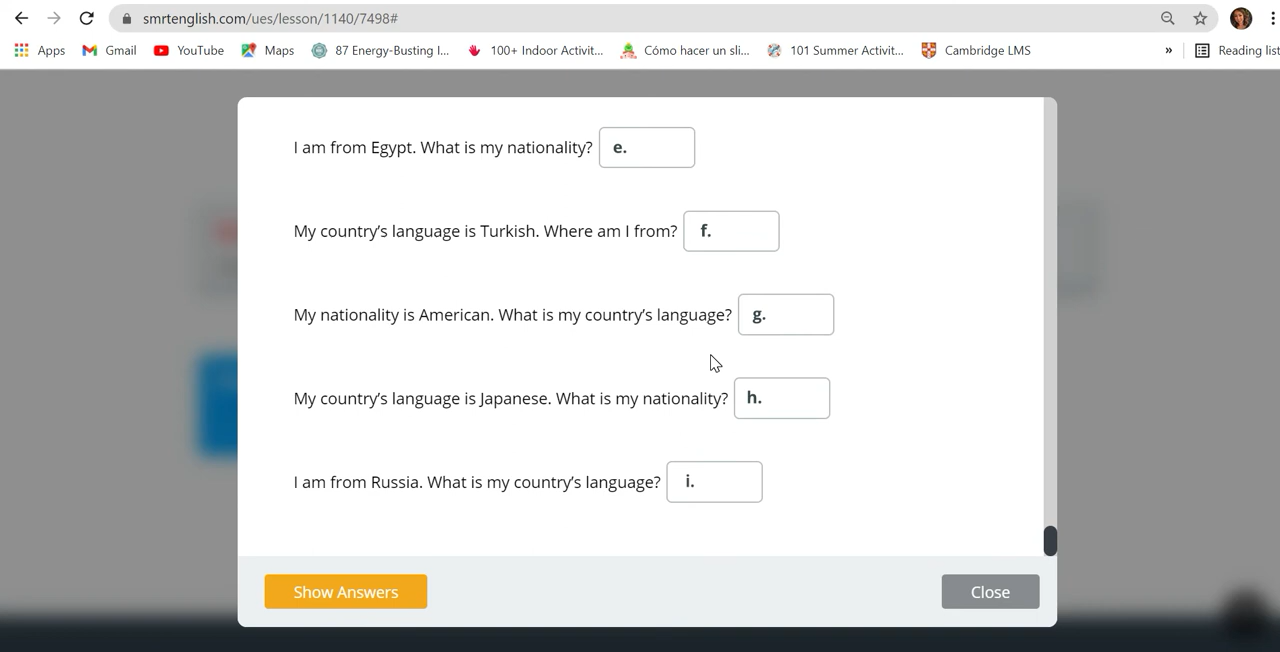 smrtenglish.com/ues/lesson/1140/7498#
Apps Gmail YouTube Maps 87 Energy-Busting I... 100+ Indoor Activit... Cómo hacer un sli... 101 Summer Activit... Cambridge LMS » Reading list
I am from Egypt. What is my nationality? e.
My country’s language is Turkish. Where am I from? f.
My nationality is American. What is my country’s language? g.
My country’s language is Japanese. What is my nationality? h.
I am from Russia. What is my country’s language? i.
Show Answers Close